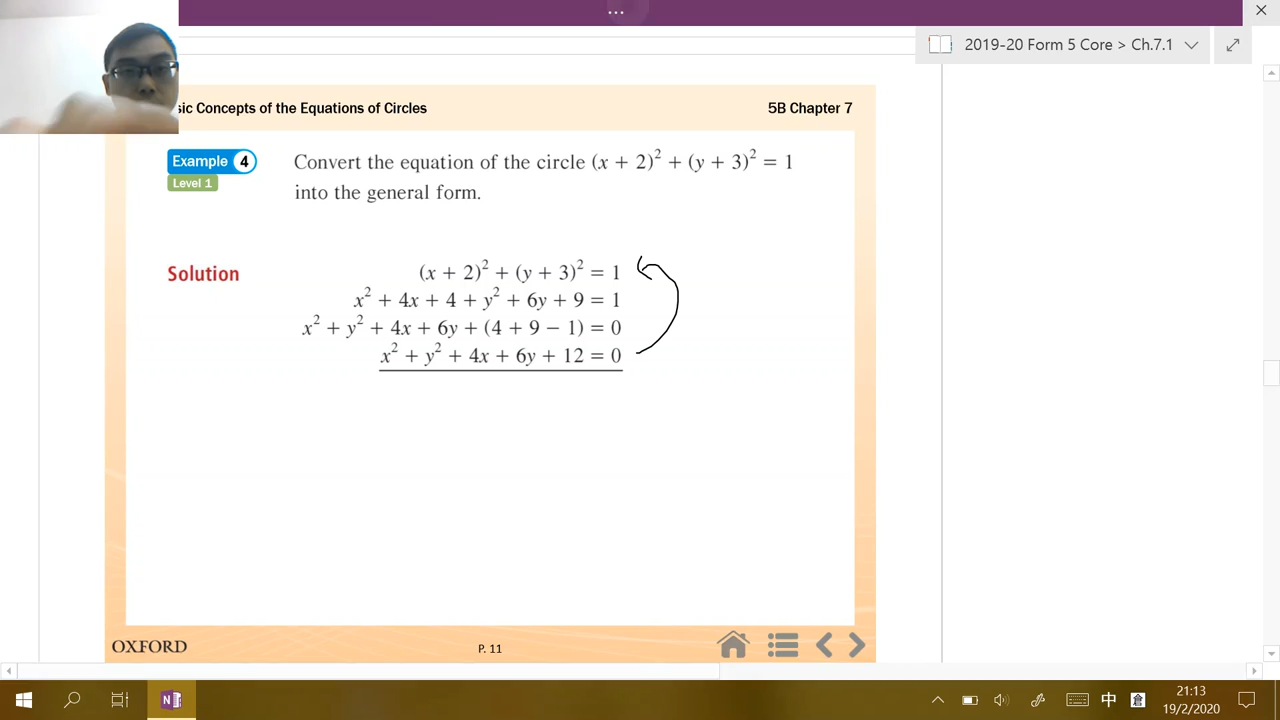 ...
2019-20 Form 5 Core > Ch.7.1
sic Concepts of the Equations of Circles
5B Chapter 7
Example 4
Level 1
Convert the equation of the circle (x + 2)² + (y + 3)² = 1
into the general form.
Solution
(x + 2)² + (y + 3)² = 1
x² + 4x + 4 + y² + 6y + 9 = 1
x² + y² + 4x + 6y + (4 + 9 − 1) = 0
x² + y² + 4x + 6y + 12 = 0
OXFORD
P. 11
N
中
倉
21:13
19/2/2020